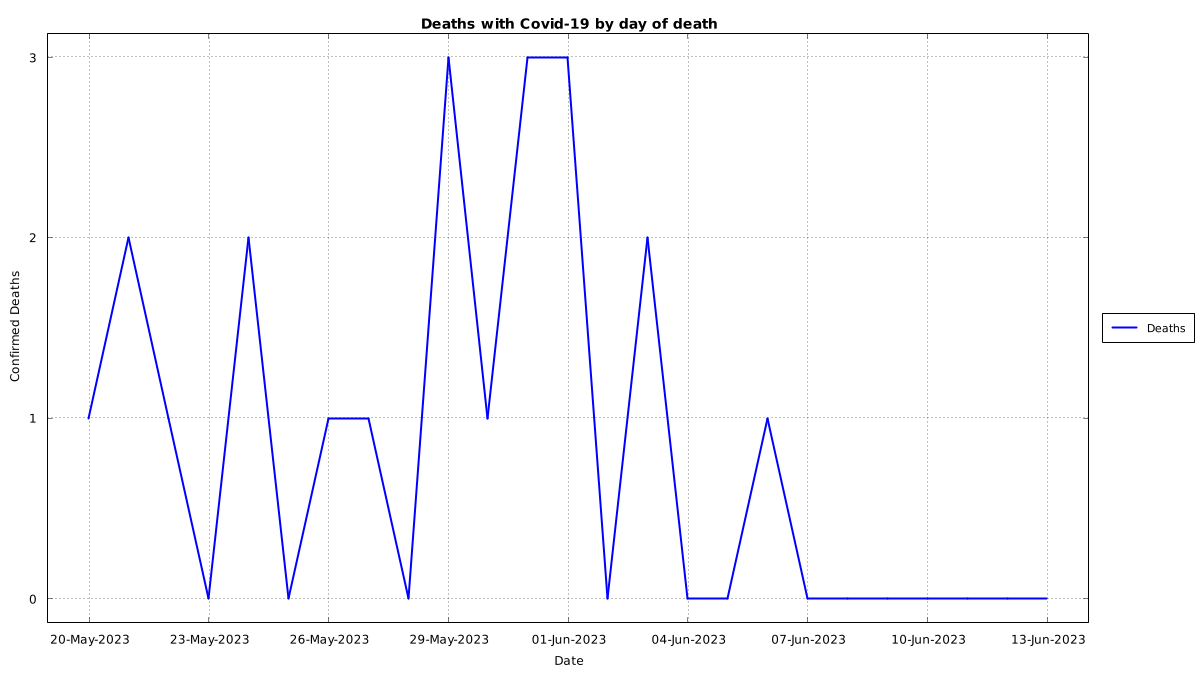 Deaths with Covid-19 by day of death
3
2
1
0
Confirmed Deaths
20-May-2023 23-May-2023 26-May-2023 29-May-2023 01-Jun-2023 04-Jun-2023 07-Jun-2023 10-Jun-2023 13-Jun-2023
Date
Deaths